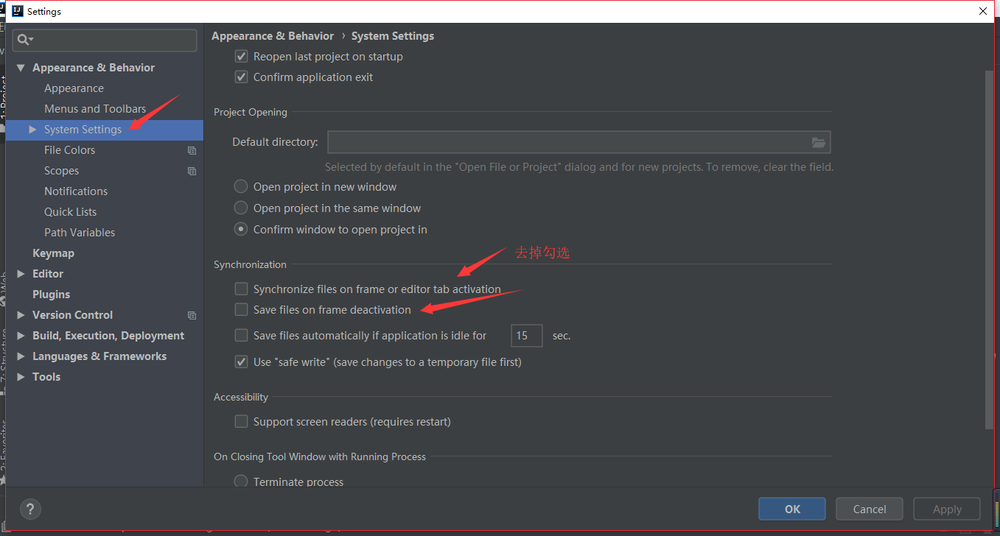 Settings
Appearance & Behavior
Appearance
Menus and Toolbars
System Settings
File Colors
Scopes
Notifications
Quick Lists
Path Variables
Keymap
Editor
Plugins
Version Control
Build, Execution, Deployment
Languages & Frameworks
Tools
Appearance & Behavior › System Settings
Reopen last project on startup
Confirm application exit
Project Opening
Default directory:
Selected by default in the "Open File or Project" dialog and for new projects. To remove, clear the field.
Open project in new window
Open project in the same window
Confirm window to open project in
去掉勾选
Synchronization
Synchronize files on frame or editor tab activation
Save files on frame deactivation
Save files automatically if application is idle for 15 sec.
Use "safe write" (save changes to a temporary file first)
Accessibility
Support screen readers (requires restart)
On Closing Tool Window with Running Process
Terminate process
?
OK
Cancel
Apply
1: Project
Web
7: Structure
2: Favorites